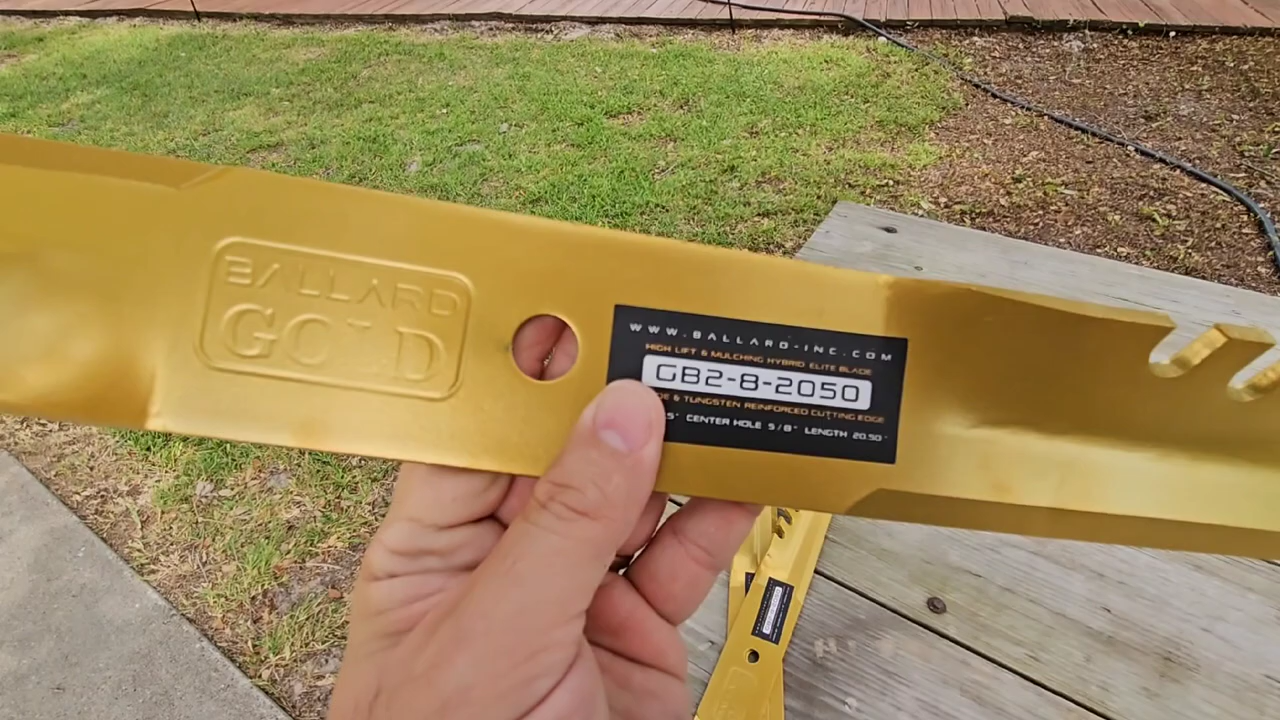 BALLARD
GOLD
WWW.BALLARD-INC.COM
HIGH LIFT & MULCHING HYBRID ELITE BLADE
GB2-8-2050
& TUNGSTEN REINFORCED CUTTING EDGE
CENTER HOLE 5/8" LENGTH 20.50"